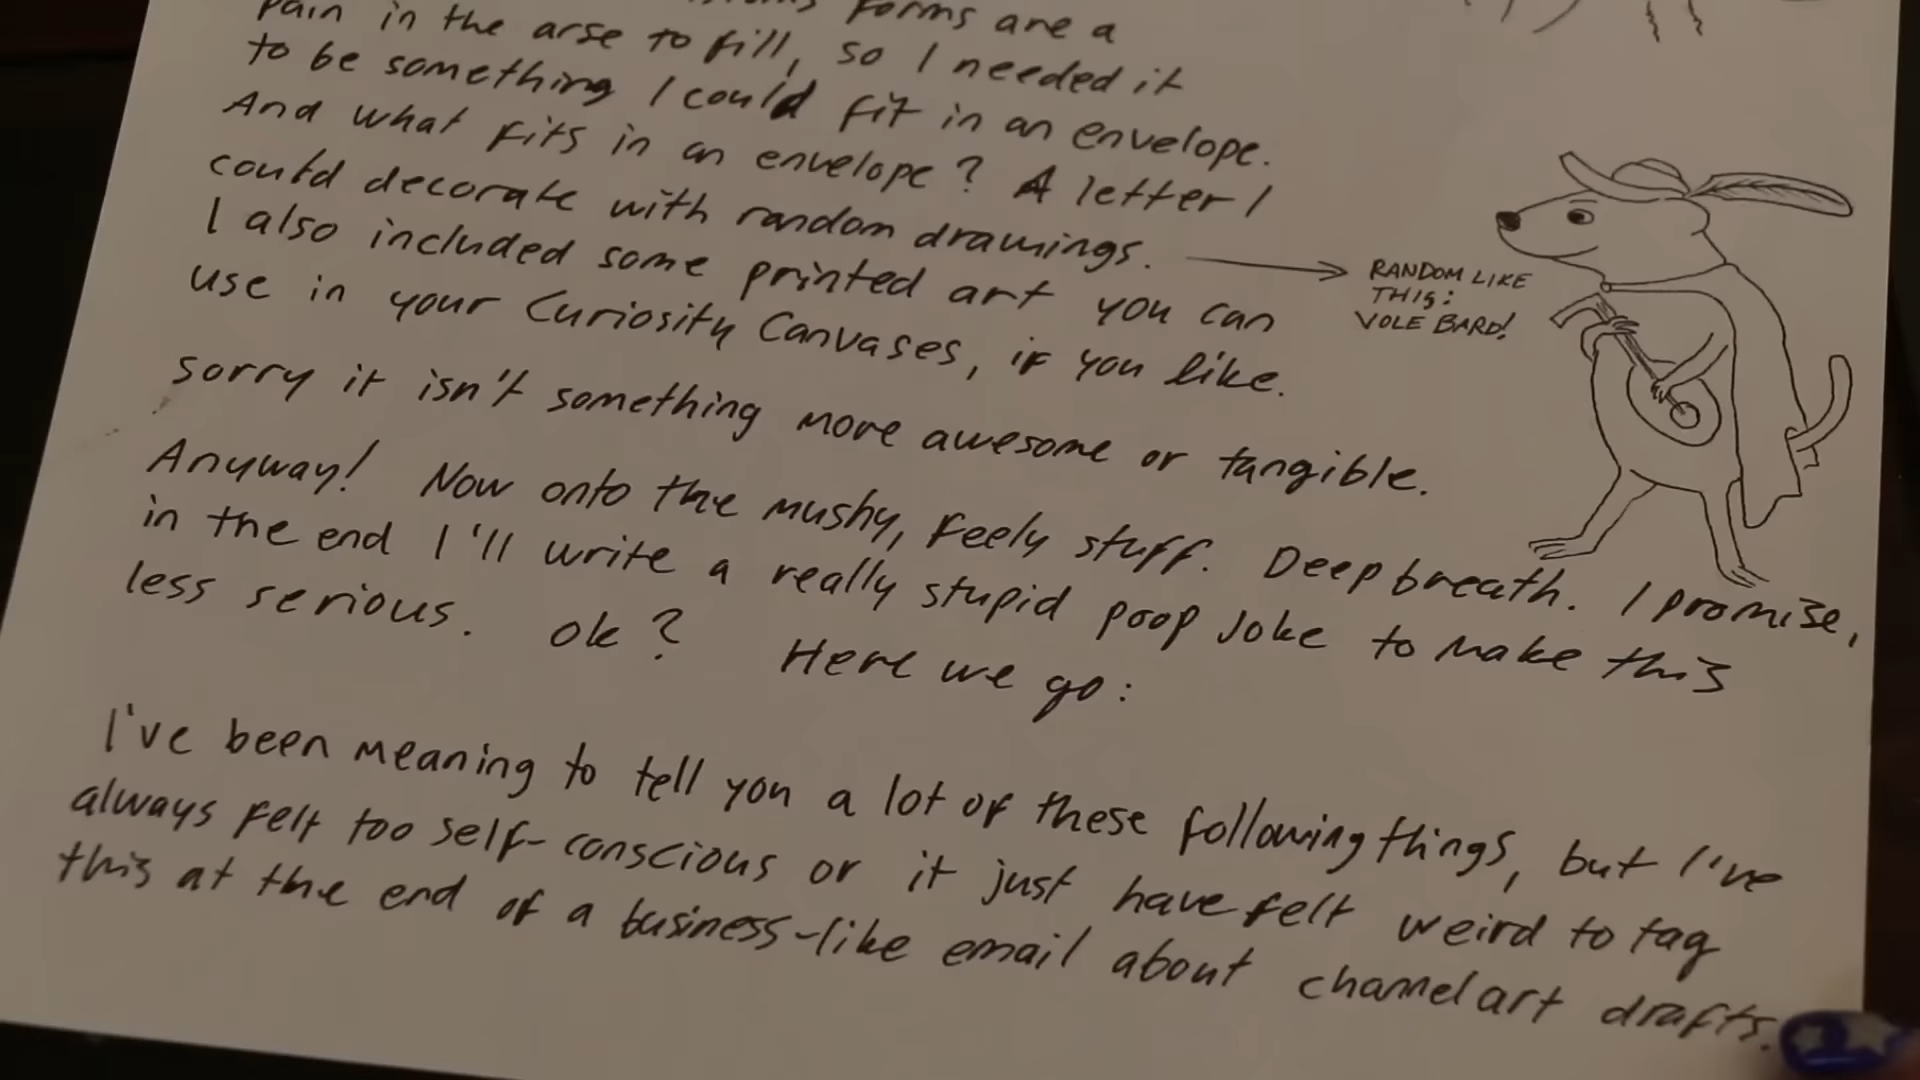 forms are a
pain in the arse to fill, so I needed it
to be something I could fit in an envelope.
And what fits in an envelope? A letter I
could decorate with random drawings.
I also included some printed art you can
use in your Curiosity Canvases, if you like.
RANDOM LIKE
THIS:
VOLE BARD!
sorry it isn't something more awesome or tangible.
Anyway! Now onto the mushy, feely stuff. Deep breath. I promise,
in the end I'll write a really stupid poop joke to make this
less serious. Ok? Here we go:
I've been meaning to tell you a lot of these following things, but I've
always felt too self-conscious or it just have felt weird to tag
this at the end of a business-like email about channel art drafts.